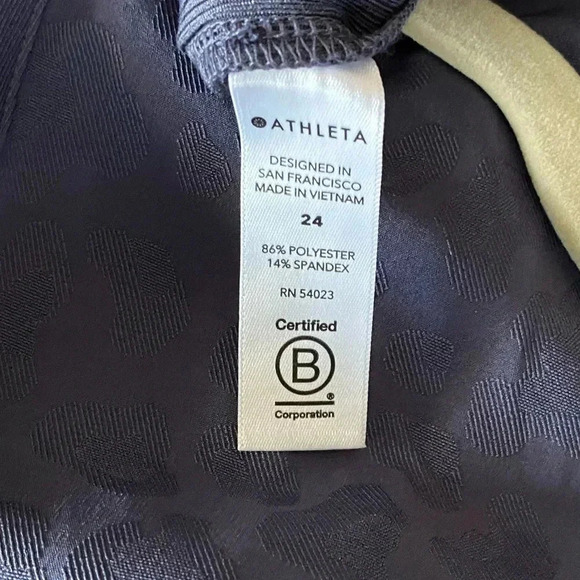 ATHLETA
DESIGNED IN
SAN FRANCISCO
MADE IN VIETNAM
24
86% POLYESTER
14% SPANDEX
RN 54023
Certified
B
®
Corporation